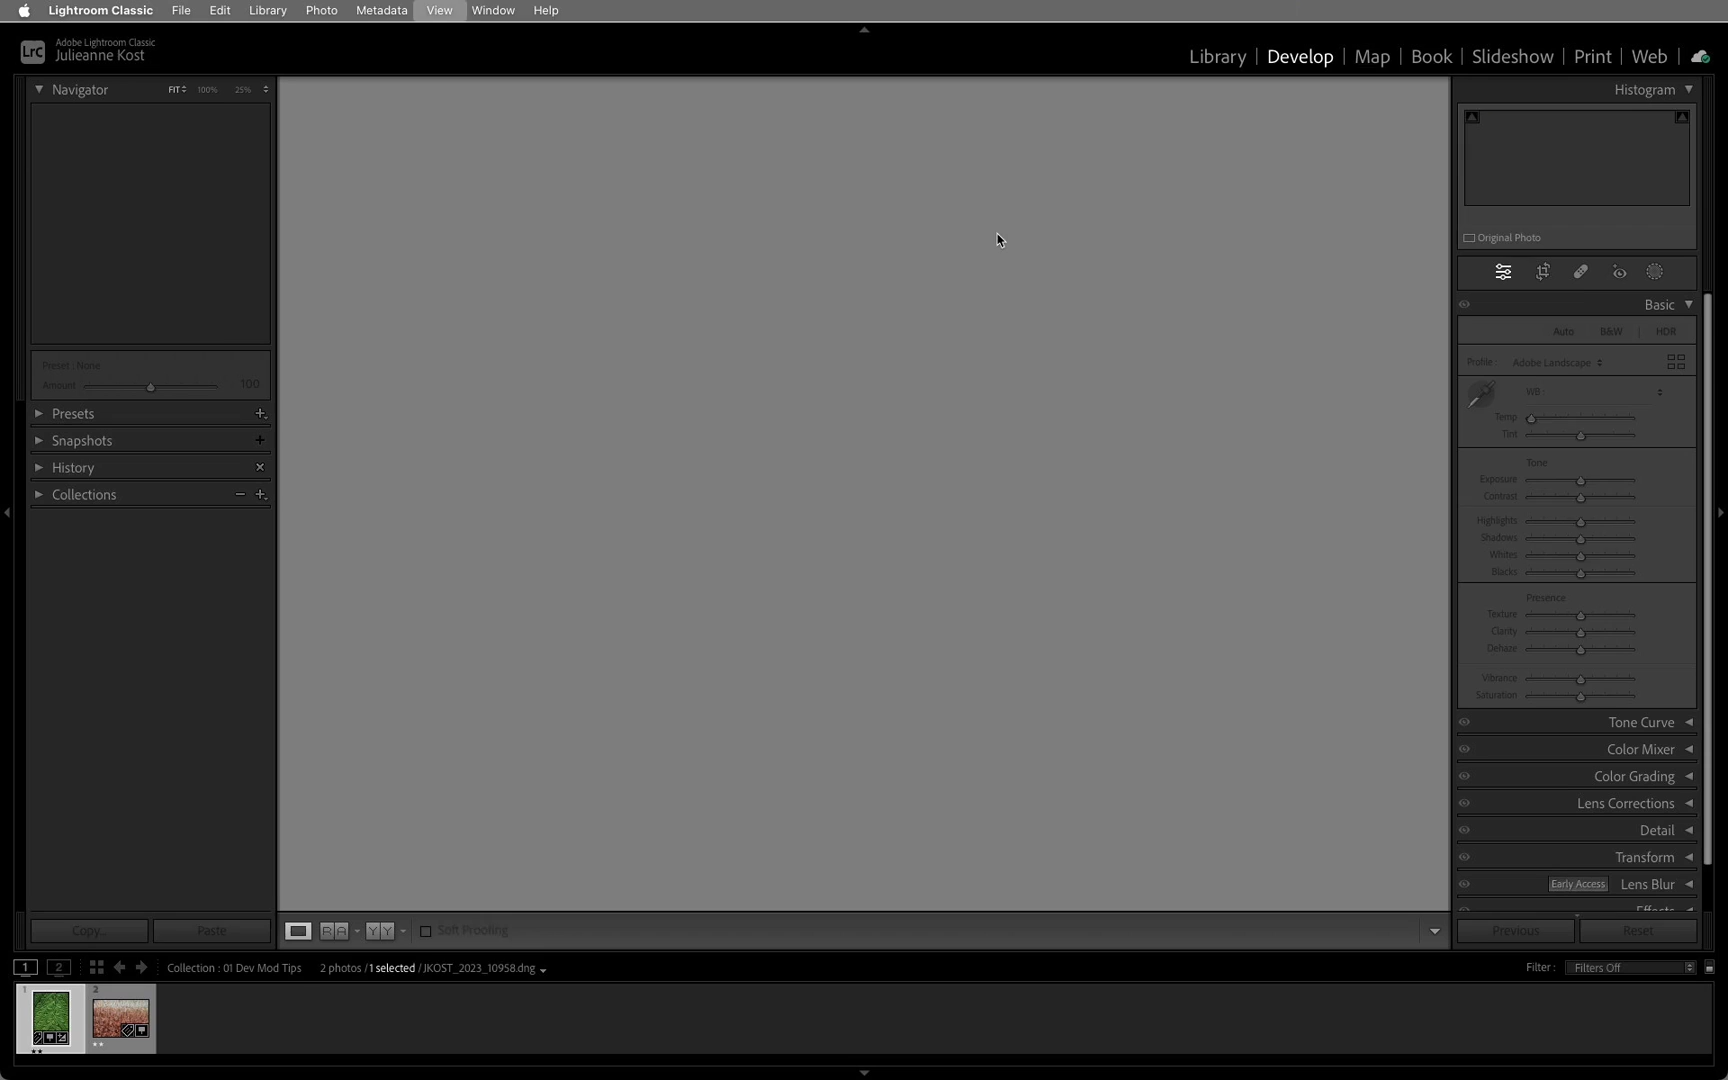 Lightroom Classic File Edit Library Photo Metadata View Window Help
Lrc
Adobe Lightroom Classic
Julieanne Kost
Library | Develop | Map | Book | Slideshow | Print | Web
Navigator FIT 100% 25%
Histogram
Original Photo
Basic
Auto B&W | HDR
Profile : Adobe Landscape
WB
Temp
Tint
Tone
Exposure
Contrast
Highlights
Shadows
Whites
Blacks
Presence
Texture
Clarity
Dehaze
Vibrance
Saturation
Tone Curve
Color Mixer
Color Grading
Lens Corrections
Detail
Transform
Early Access Lens Blur
Effects
Preset : None
Amount 100
Presets
Snapshots
History
Collections
Copy... Paste
R A Y Y Soft Proofing
Previous Reset
1 2 Collection : 01 Dev Mod Tips 2 photos / 1 selected / JKOST_2023_10958.dng
Filter : Filters Off
1 2